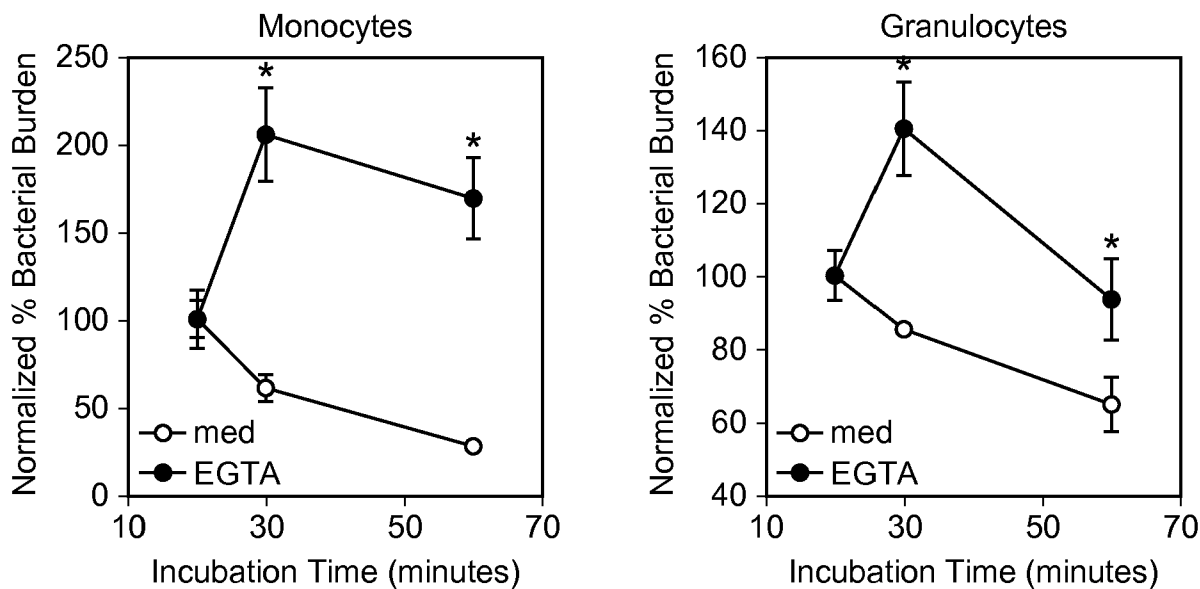 Monocytes
Normalized % Bacterial Burden
250
200
150
100
50
0
*
*
med
EGTA
10
30
50
70
Incubation Time (minutes)
Granulocytes
Normalized % Bacterial Burden
160
140
120
100
80
60
40
*
*
med
EGTA
10
30
50
70
Incubation Time (minutes)